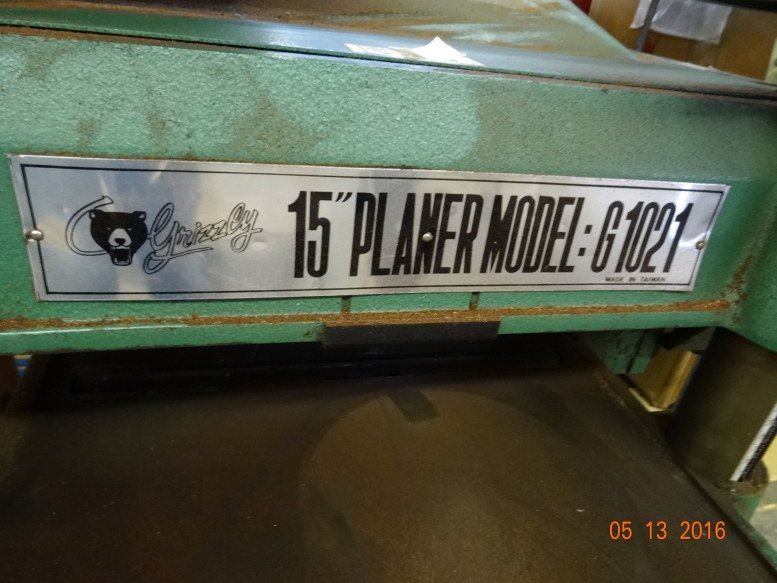 Grizzly 15" PLANER MODEL: G1021
MADE IN TAIWAN
05 13 2016